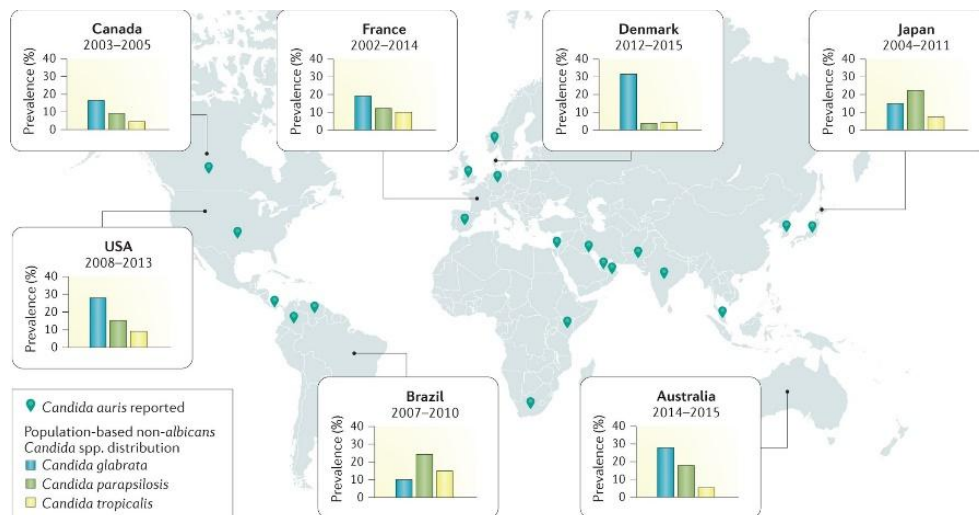 Canada
2003–2005
Prevalence (%)
40
30
20
10
0
France
2002–2014
Prevalence (%)
40
30
20
10
0
Denmark
2012–2015
Prevalence (%)
40
30
20
10
0
Japan
2004–2011
Prevalence (%)
40
30
20
10
0
USA
2008–2013
Prevalence (%)
40
30
20
10
0
Brazil
2007–2010
Prevalence (%)
40
30
20
10
0
Australia
2014–2015
Prevalence (%)
40
30
20
10
0
Candida auris reported
Population-based non-albicans
Candida spp. distribution
Candida glabrata
Candida parapsilosis
Candida tropicalis